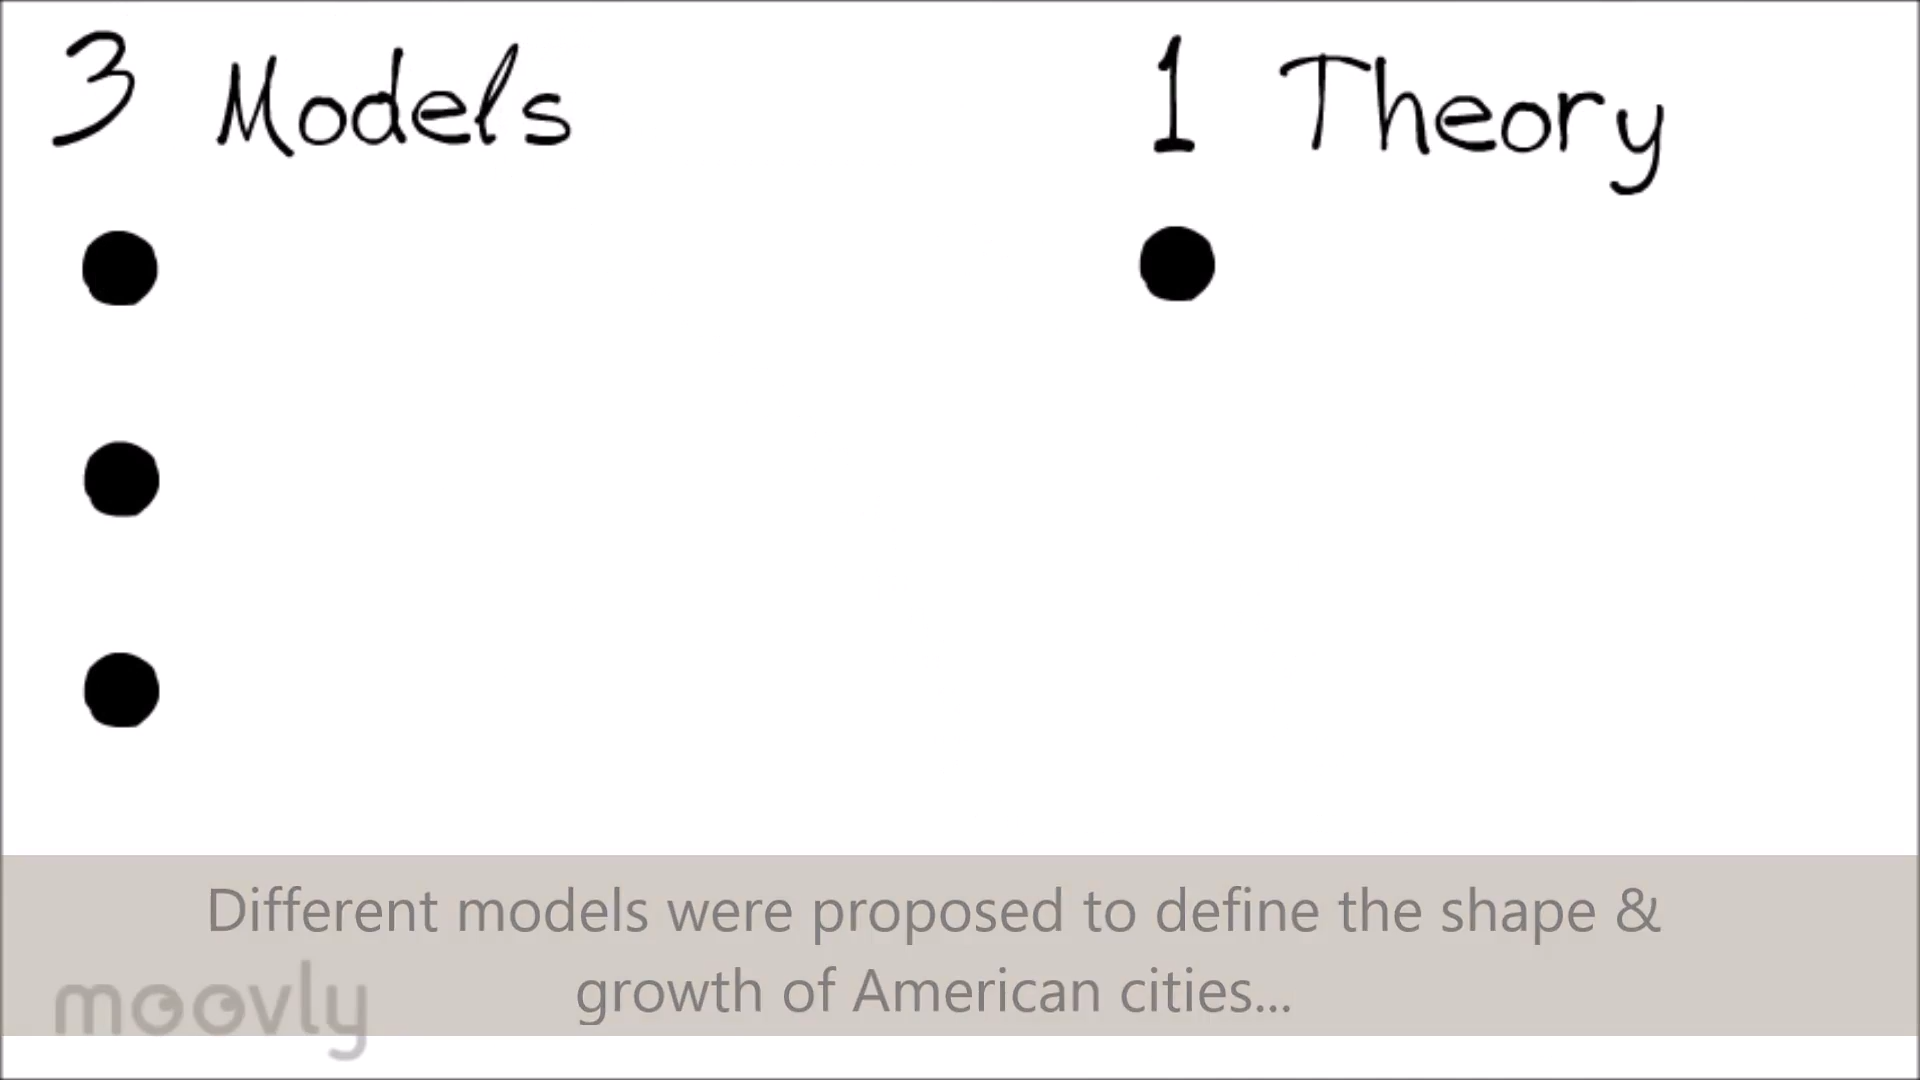 3 Models
1 Theory
Different models were proposed to define the shape &
growth of American cities...
moovly